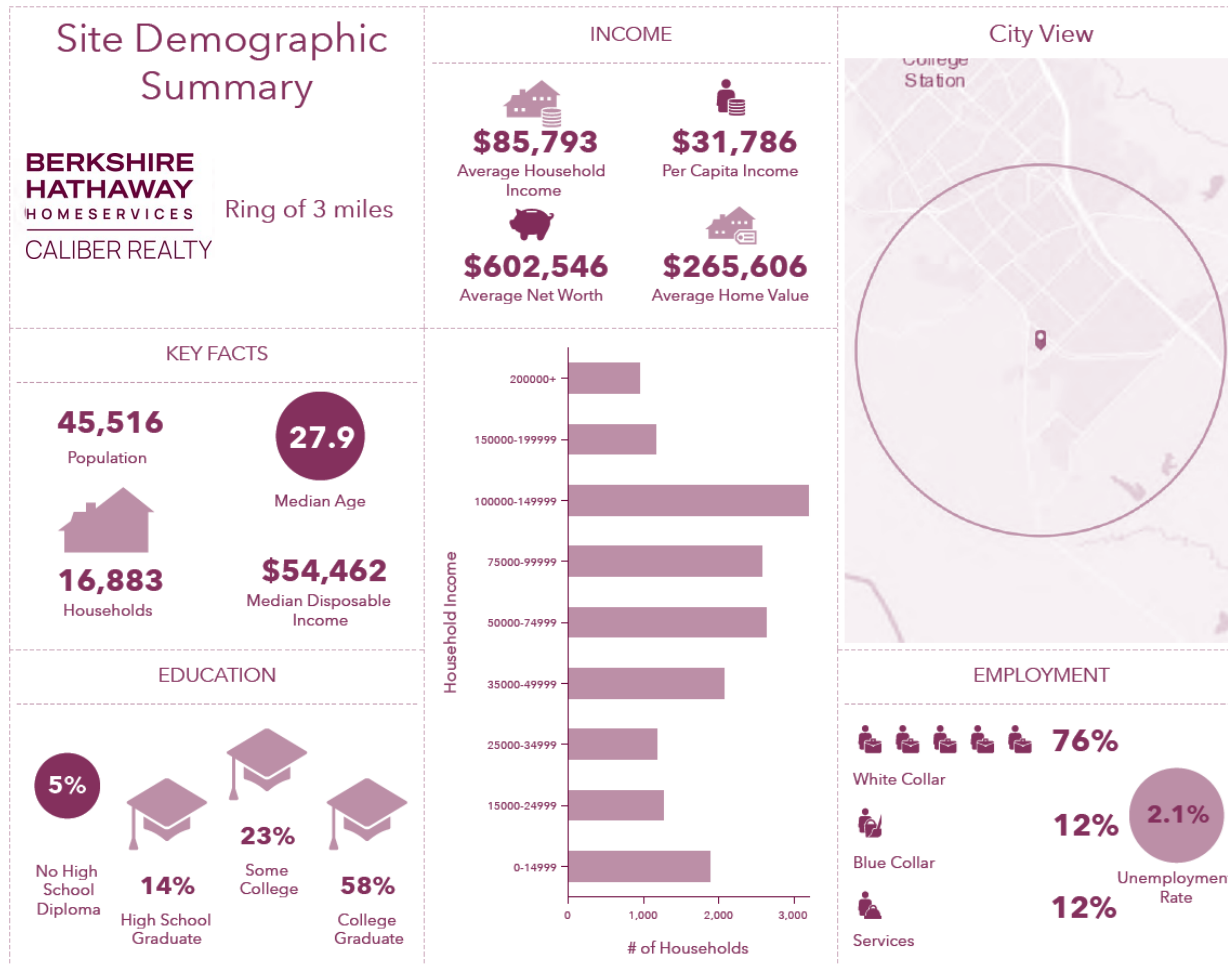 Site Demographic
Summary
BERKSHIRE
HATHAWAY
HOMESERVICES
CALIBER REALTY
Ring of 3 miles
INCOME
$85,793
Average Household
Income
$31,786
Per Capita Income
$602,546
Average Net Worth
$265,606
Average Home Value
City View
College
Station
KEY FACTS
45,516
Population
27.9
Median Age
16,883
Households
$54,462
Median Disposable
Income
Household Income
200000+
150000-199999
100000-149999
75000-99999
50000-74999
35000-49999
25000-34999
15000-24999
0-14999
0
1,000
2,000
3,000
# of Households
EDUCATION
5%
No High
School
Diploma
14%
High School
Graduate
23%
Some
College
58%
College
Graduate
EMPLOYMENT
76%
White Collar
12%
Blue Collar
12%
Services
2.1%
Unemployment
Rate